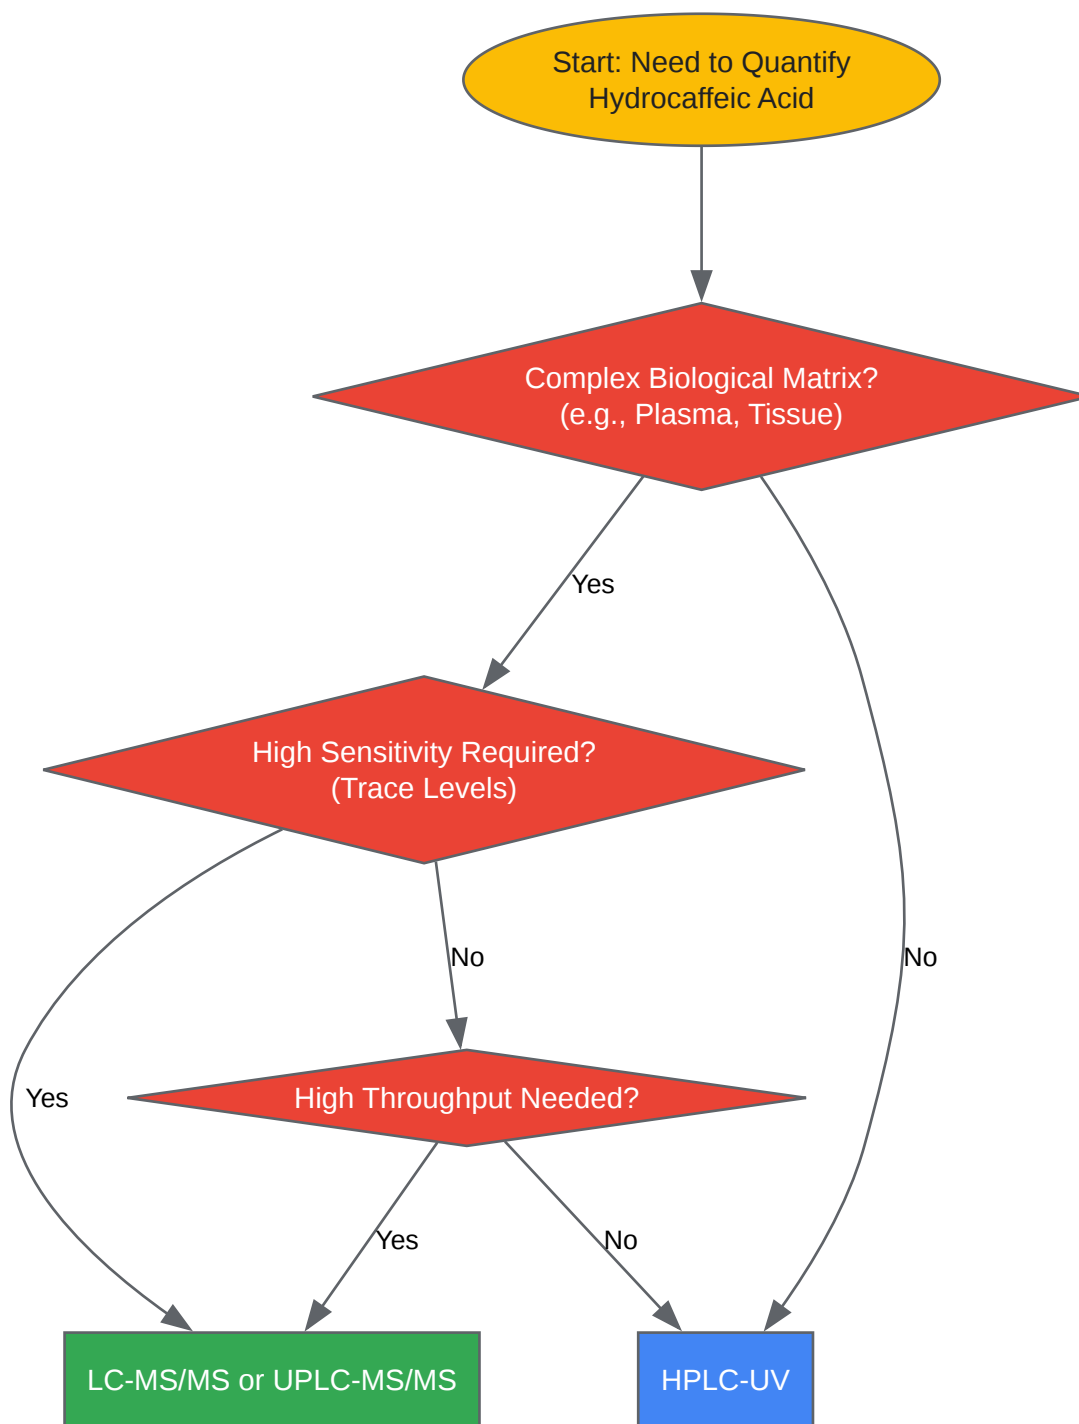 Start: Need to Quantify
Hydrocaffeic Acid
Complex Biological Matrix?
(e.g., Plasma, Tissue)
Yes
High Sensitivity Required?
(Trace Levels)
No
No
Yes
High Throughput Needed?
Yes
No
LC-MS/MS or UPLC-MS/MS
HPLC-UV